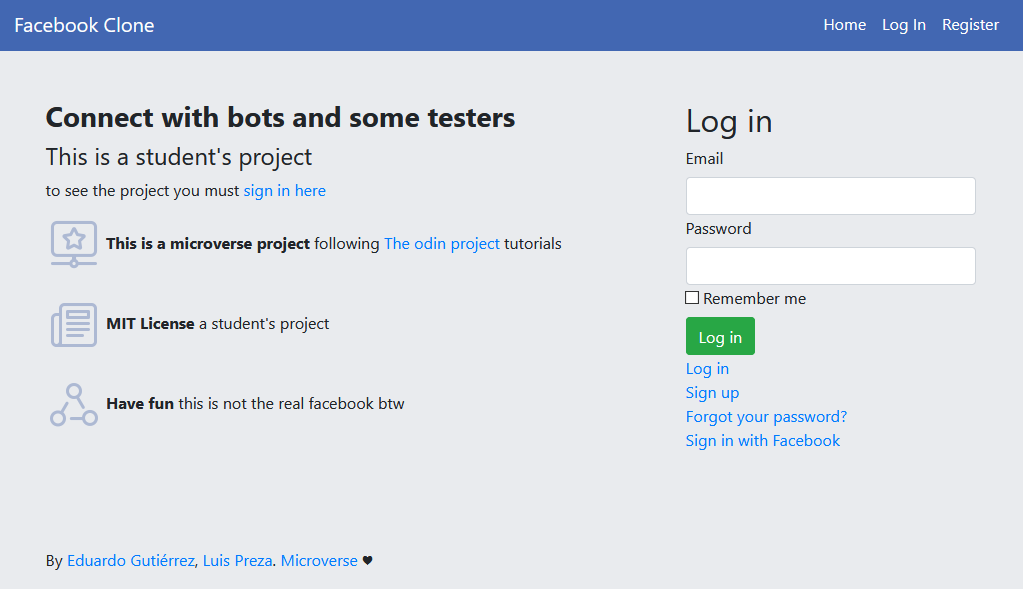 Facebook Clone
Home Log In Register
Connect with bots and some testers
This is a student's project
to see the project you must sign in here
This is a microverse project following The odin project tutorials
MIT License a student's project
Have fun this is not the real facebook btw
Log in
Email
Password
Remember me
Log in
Log in
Sign up
Forgot your password?
Sign in with Facebook
By Eduardo Gutiérrez, Luis Preza. Microverse ♥